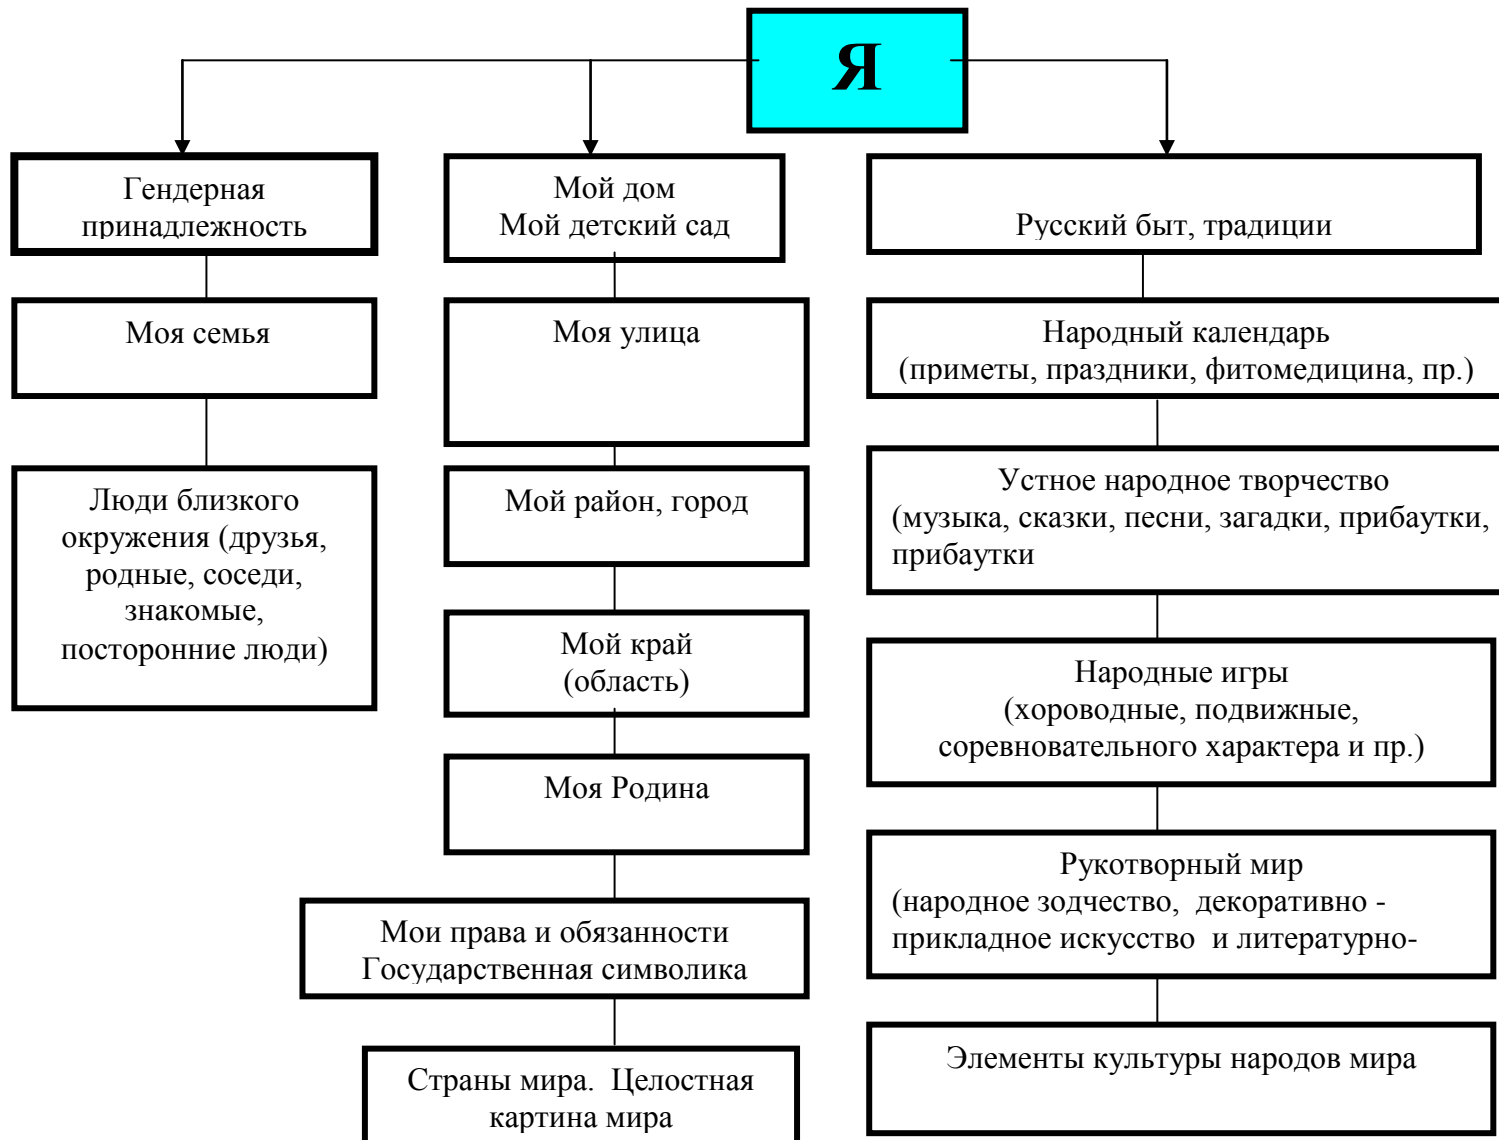 Я
Гендерная
принадлежность
Моя семья
Люди близкого
окружения (друзья,
родные, соседи,
знакомые,
посторонние люди)
Мой дом
Мой детский сад
Моя улица
Мой район, город
Мой край
(область)
Моя Родина
Мои права и обязанности
Государственная символика
Страны мира.  Целостная
картина мира
Русский быт, традиции
Народный календарь
(приметы, праздники, фитомедицина, пр.)
Устное народное творчество
(музыка, сказки, песни, загадки, прибаутки,
прибаутки
Народные игры
(хороводные, подвижные,
соревновательного характера и пр.)
Рукотворный мир
(народное зодчество,  декоративно -
прикладное искусство  и литературно-
Элементы культуры народов мира